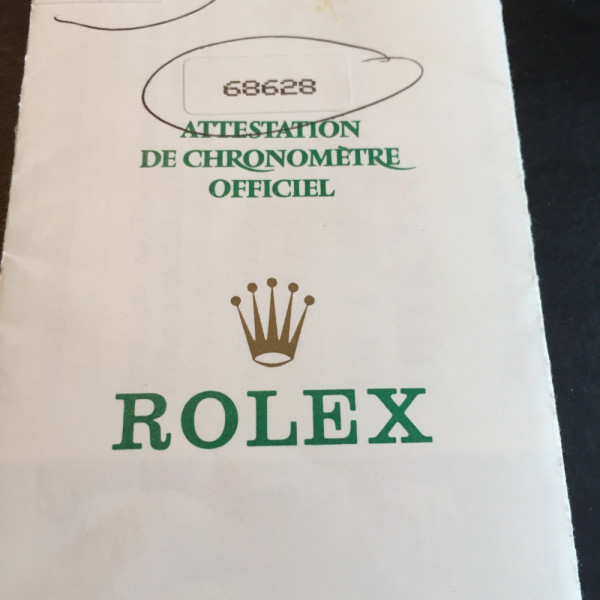 68628
ATTESTATION
DE CHRONOMÈTRE
OFFICIEL
ROLEX